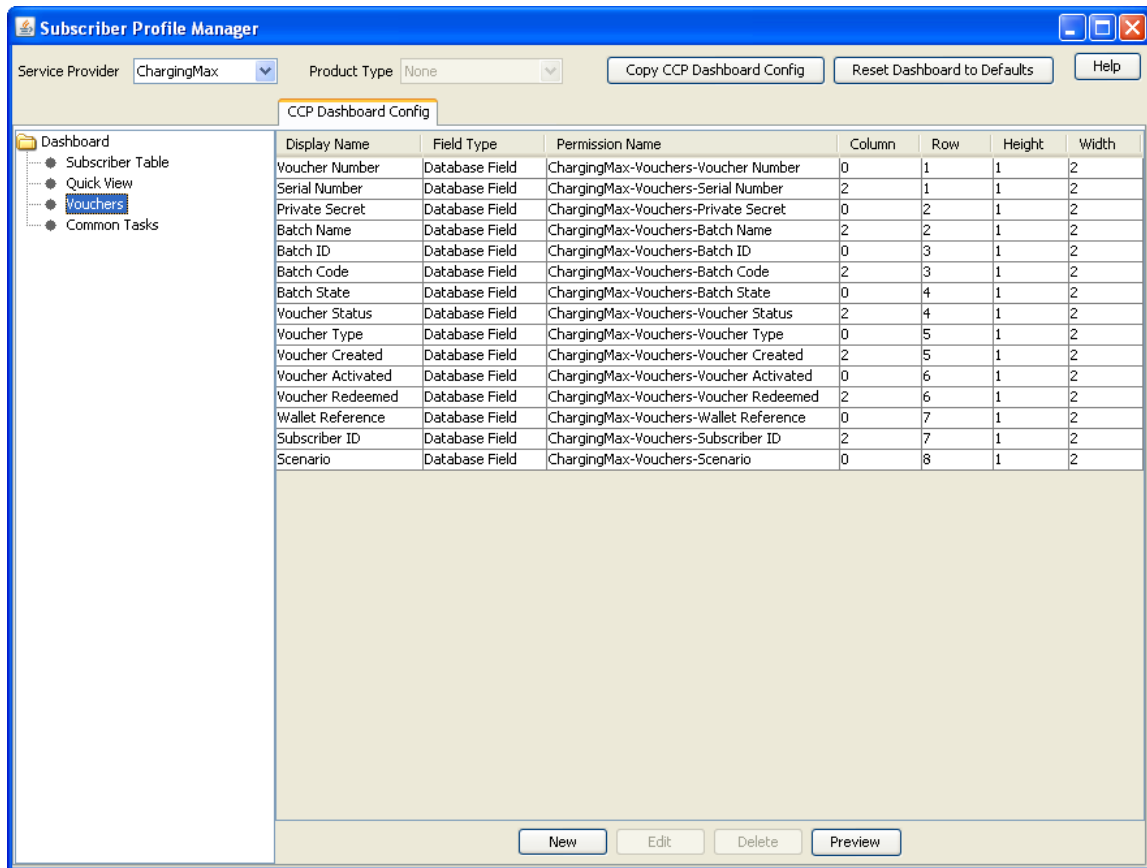 Subscriber Profile Manager
Service Provider ChargingMax Product Type None Copy CCP Dashboard Config Reset Dashboard to Defaults Help
CCP Dashboard Config
Dashboard
Subscriber Table
Quick View
Vouchers
Common Tasks
Display Name Field Type Permission Name Column Row Height Width
Voucher Number Database Field ChargingMax-Vouchers-Voucher Number 0 1 1 2
Serial Number Database Field ChargingMax-Vouchers-Serial Number 2 1 1 2
Private Secret Database Field ChargingMax-Vouchers-Private Secret 0 2 1 2
Batch Name Database Field ChargingMax-Vouchers-Batch Name 2 2 1 2
Batch ID Database Field ChargingMax-Vouchers-Batch ID 0 3 1 2
Batch Code Database Field ChargingMax-Vouchers-Batch Code 2 3 1 2
Batch State Database Field ChargingMax-Vouchers-Batch State 0 4 1 2
Voucher Status Database Field ChargingMax-Vouchers-Voucher Status 2 4 1 2
Voucher Type Database Field ChargingMax-Vouchers-Voucher Type 0 5 1 2
Voucher Created Database Field ChargingMax-Vouchers-Voucher Created 2 5 1 2
Voucher Activated Database Field ChargingMax-Vouchers-Voucher Activated 0 6 1 2
Voucher Redeemed Database Field ChargingMax-Vouchers-Voucher Redeemed 2 6 1 2
Wallet Reference Database Field ChargingMax-Vouchers-Wallet Reference 0 7 1 2
Subscriber ID Database Field ChargingMax-Vouchers-Subscriber ID 2 7 1 2
Scenario Database Field ChargingMax-Vouchers-Scenario 0 8 1 2
New Edit Delete Preview